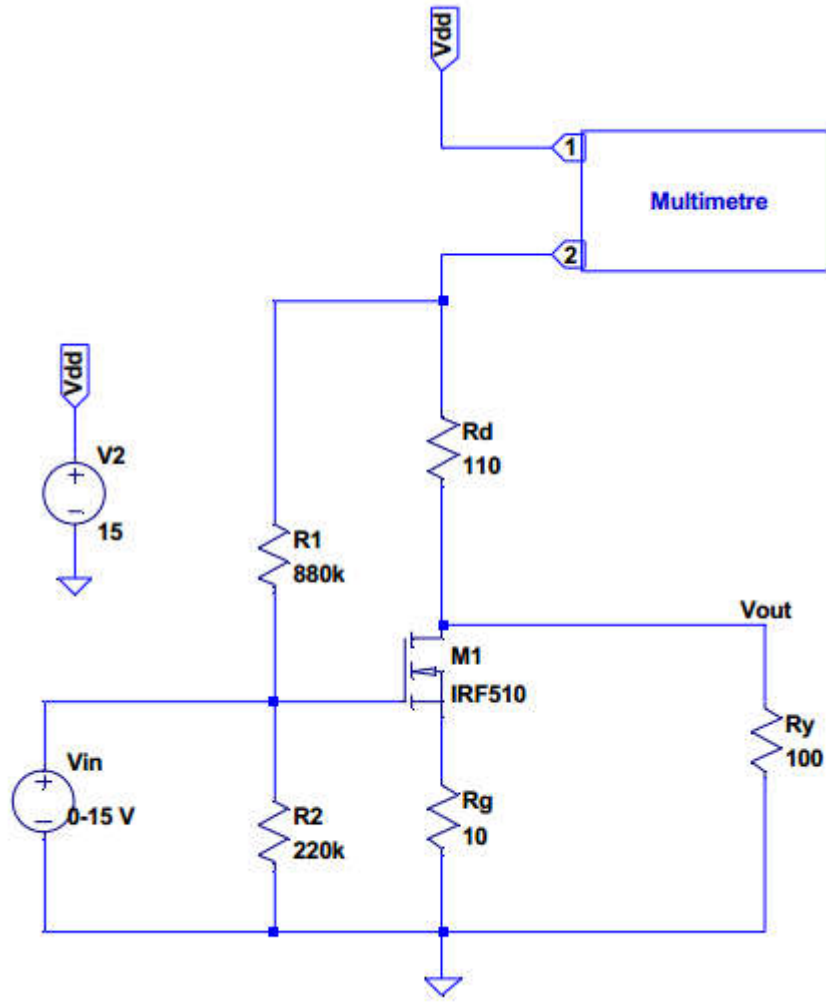 Vdd
1
Multimetre
2
Vdd
V2
15
Rd
110
R1
880k
Vout
M1
IRF510
Ry
100
Vin
0-15 V
R2
220k
Rg
10